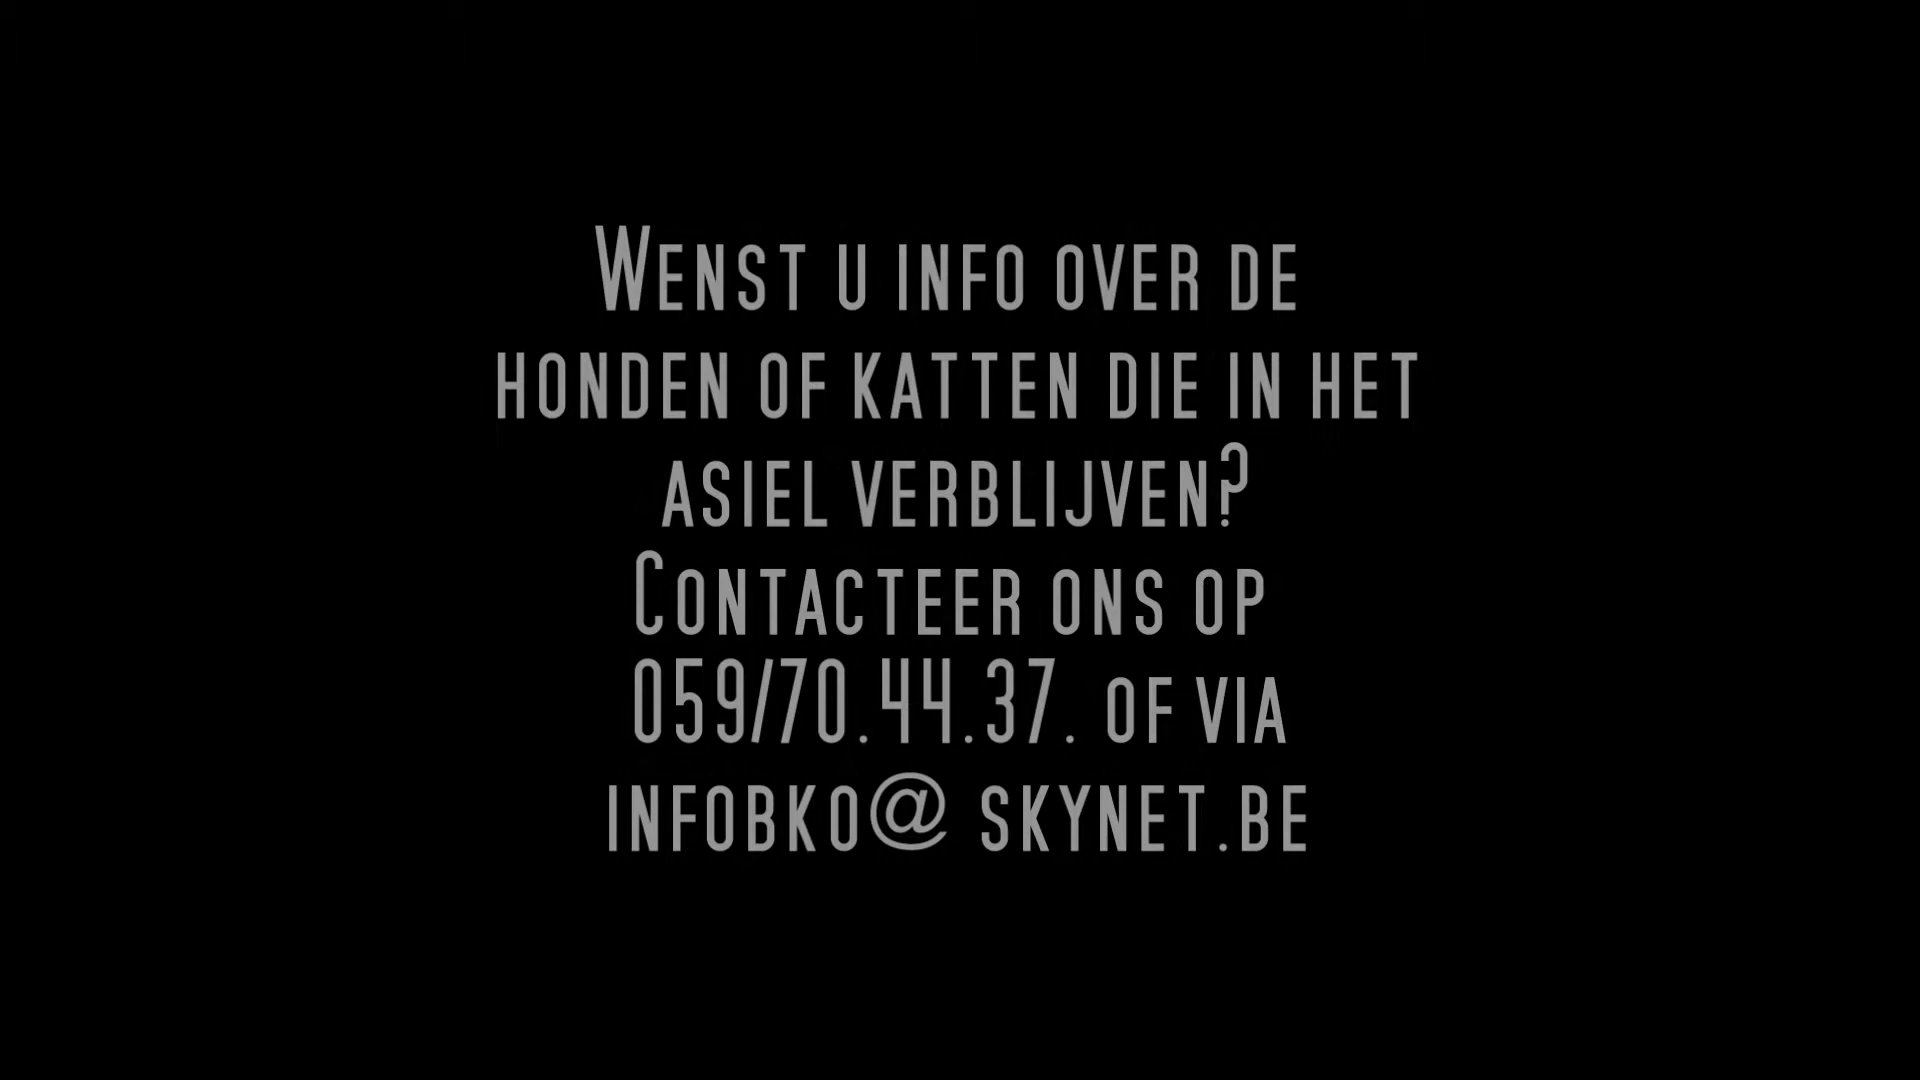 Wenst u info over de
honden of katten die in het
asiel verblijven?
Contacteer ons op
059/70.44.37. of via
infobko@ skynet.be